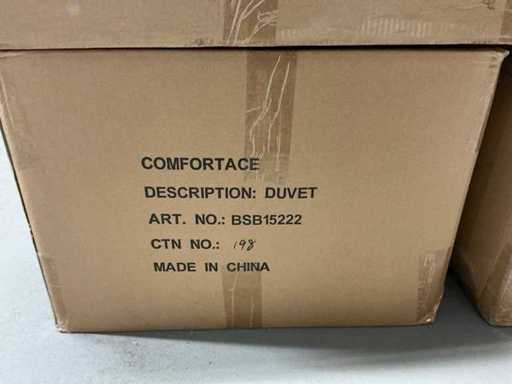 COMFORTACE
DESCRIPTION: DUVET
ART. NO.: BSB15222
CTN NO.: 198
MADE IN CHINA